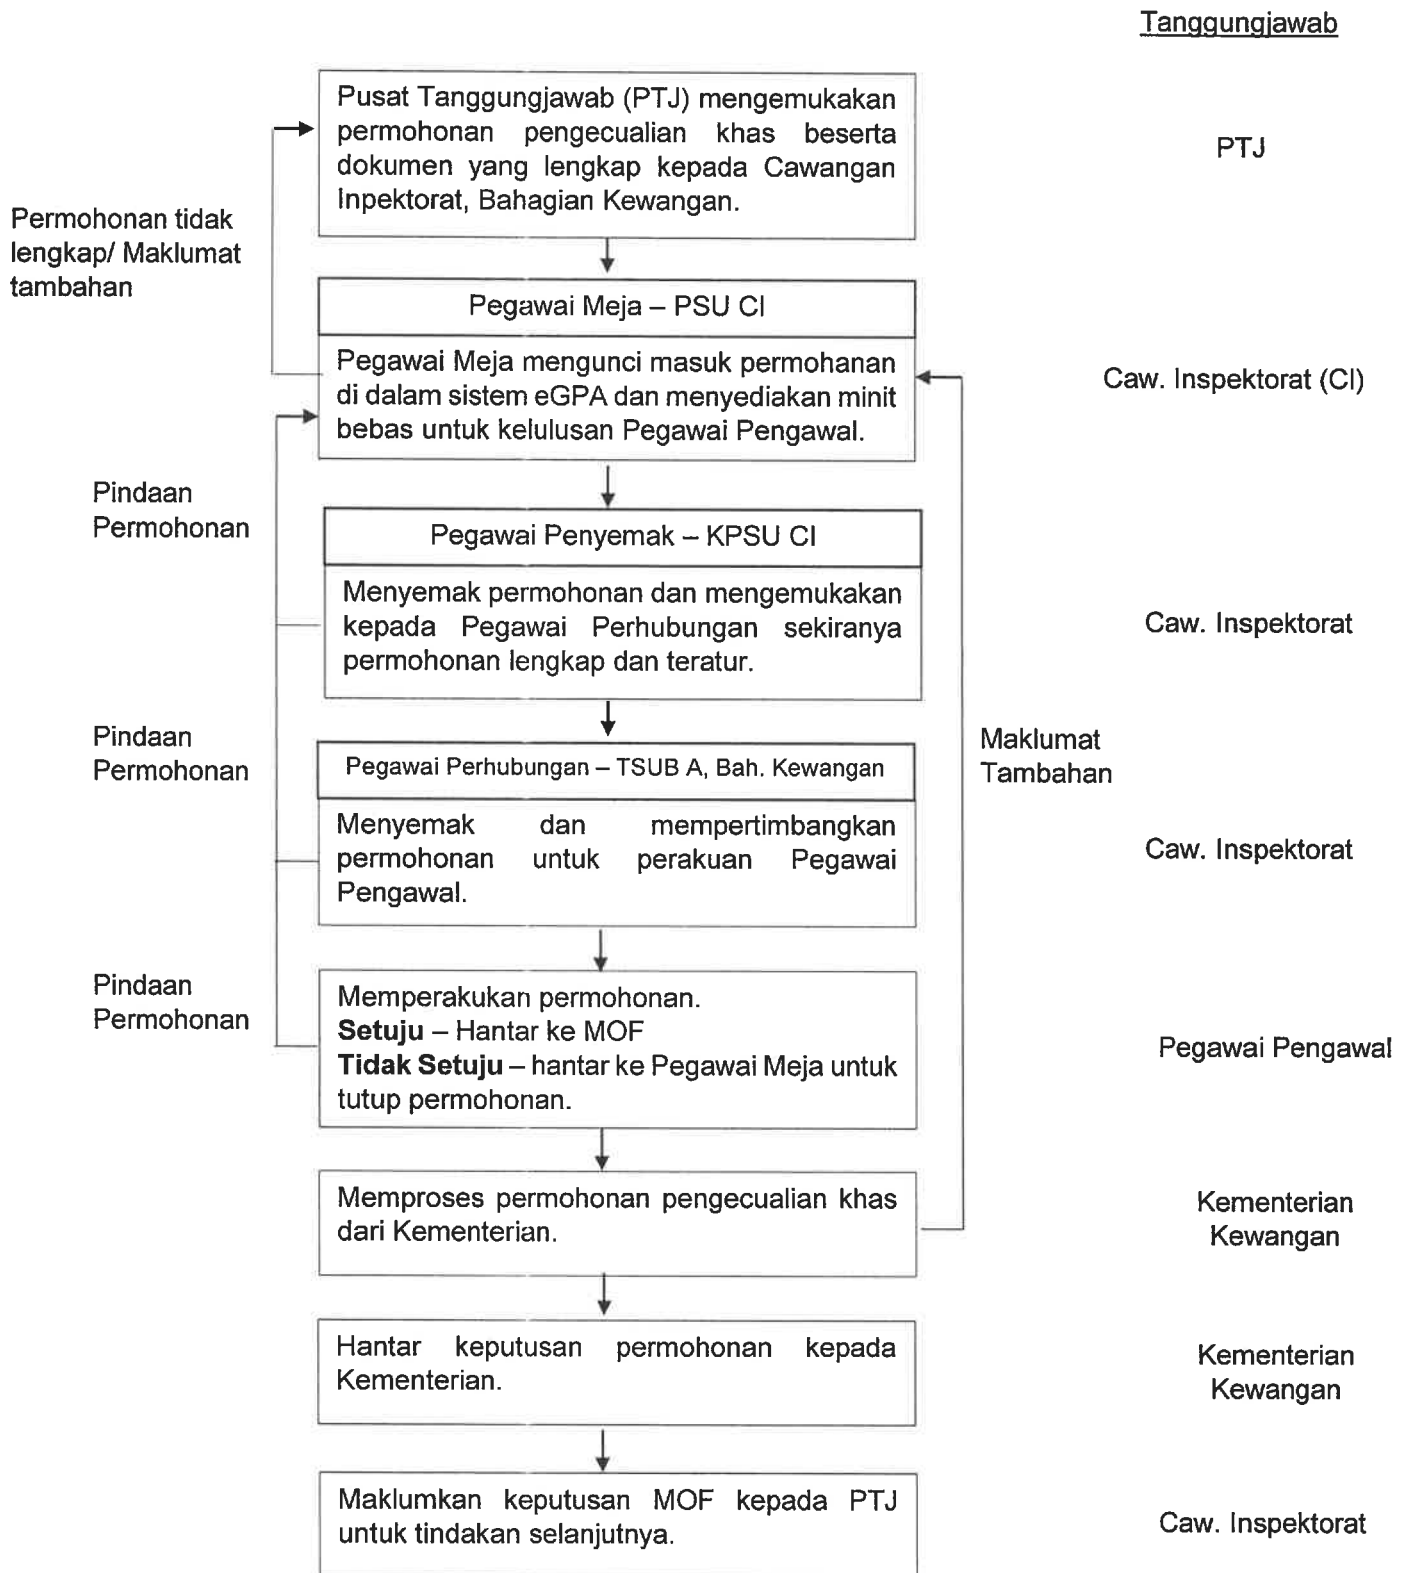 Tanggungjawab
Pusat Tanggungjawab (PTJ) mengemukakan
permohonan pengecualian khas beserta
dokumen yang lengkap kepada Cawangan
Inpektorat, Bahagian Kewangan.
PTJ
Permohonan tidak
lengkap/ Maklumat
tambahan
Pegawai Meja – PSU CI
Pegawai Meja mengunci masuk permohanan
di dalam sistem eGPA dan menyediakan minit
bebas untuk kelulusan Pegawai Pengawal.
Caw. Inspektorat (CI)
Pindaan
Permohonan
Pegawai Penyemak – KPSU CI
Menyemak permohonan dan mengemukakan
kepada Pegawai Perhubungan sekiranya
permohonan lengkap dan teratur.
Caw. Inspektorat
Pindaan
Permohonan
Maklumat
Tambahan
Pegawai Perhubungan – TSUB A, Bah. Kewangan
Menyemak dan mempertimbangkan
permohonan untuk perakuan Pegawai
Pengawal.
Caw. Inspektorat
Pindaan
Permohonan
Memperakukan permohonan.
Setuju – Hantar ke MOF
Tidak Setuju – hantar ke Pegawai Meja untuk
tutup permohonan.
Pegawai Pengawal
Memproses permohonan pengecualian khas
dari Kementerian.
Kementerian
Kewangan
Hantar keputusan permohonan kepada
Kementerian.
Kementerian
Kewangan
Maklumkan keputusan MOF kepada PTJ
untuk tindakan selanjutnya.
Caw. Inspektorat